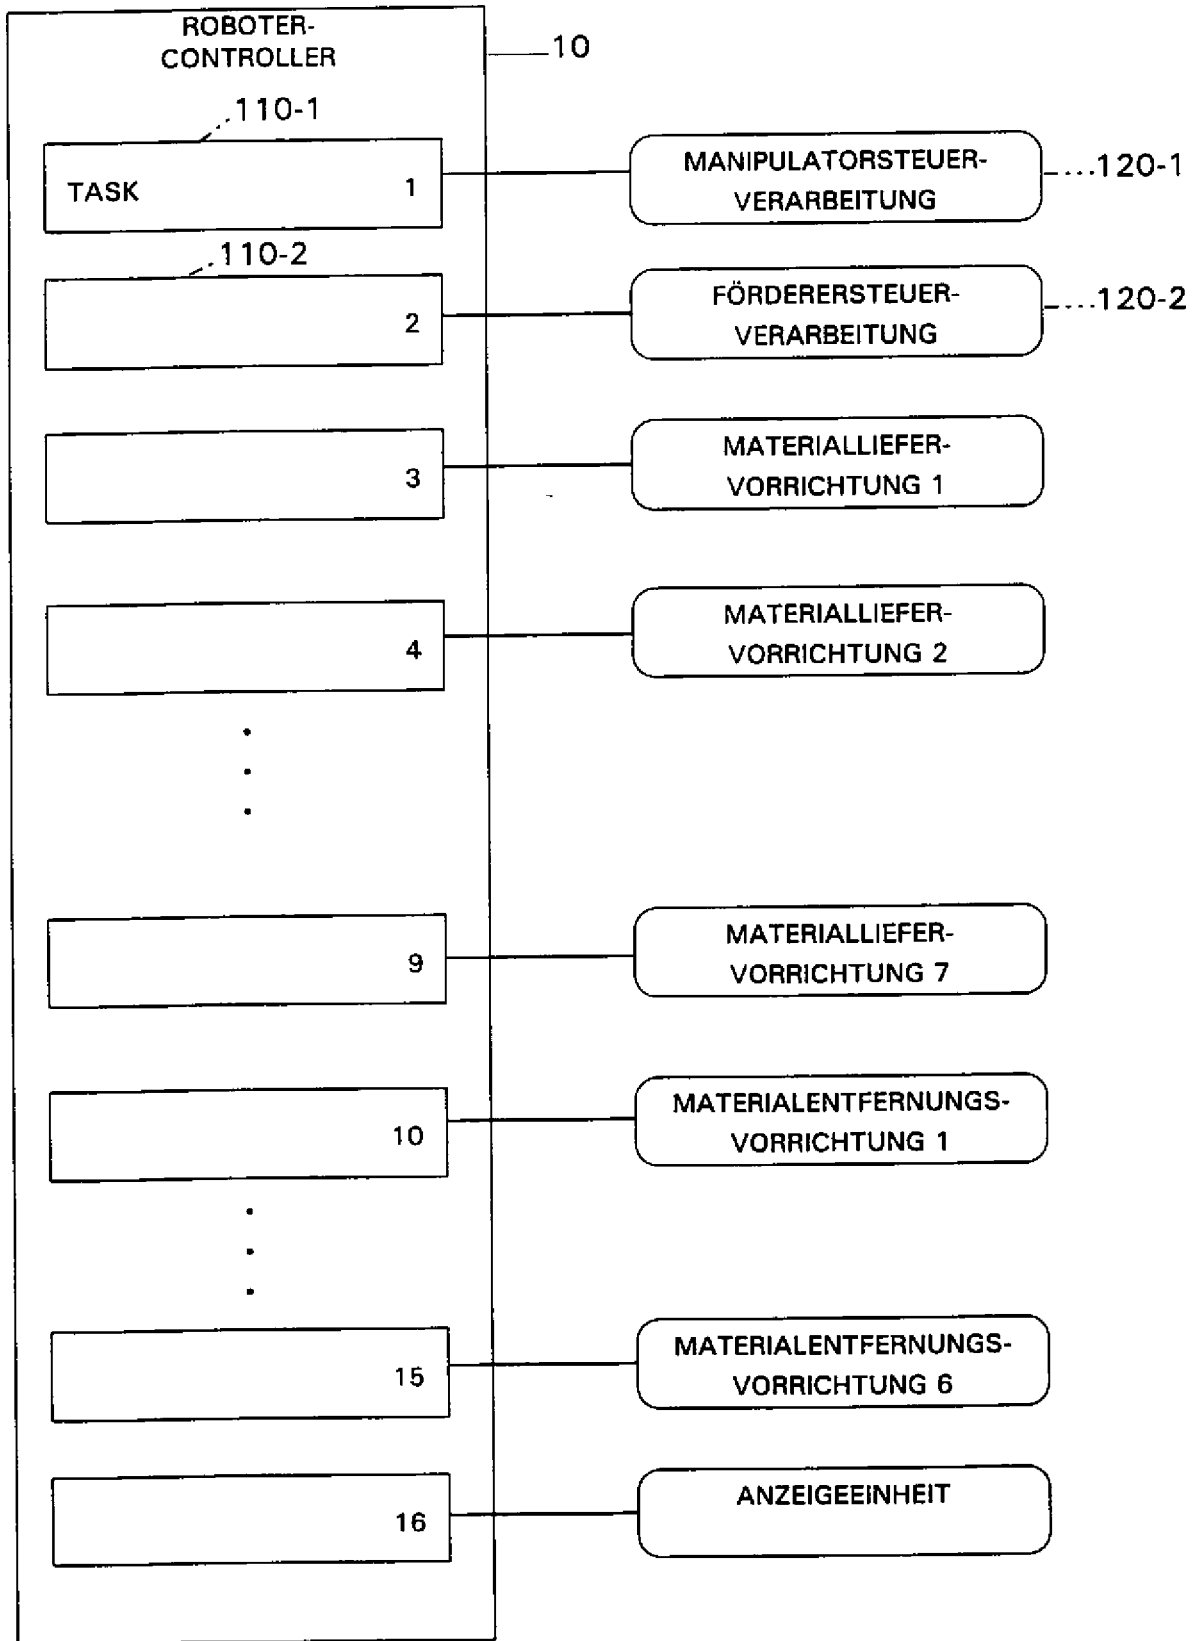 ROBOTER-
CONTROLLER
10
110-1
TASK 1
MANIPULATORSTEUER-
VERARBEITUNG
120-1
110-2
2
FÖRDERERSTEUER-
VERARBEITUNG
120-2
3
MATERIALLIEFER-
VORRICHTUNG 1
4
MATERIALLIEFER-
VORRICHTUNG 2
9
MATERIALLIEFER-
VORRICHTUNG 7
10
MATERIALENTFERNUNGS-
VORRICHTUNG 1
15
MATERIALENTFERNUNGS-
VORRICHTUNG 6
16
ANZEIGEEINHEIT